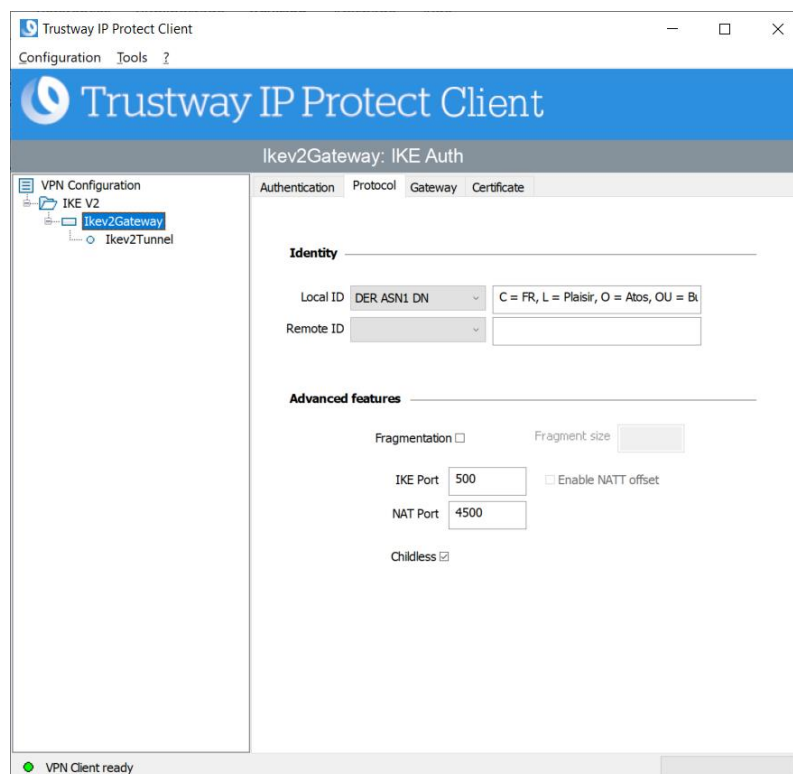 Trustway IP Protect Client
Configuration Tools ?
Trustway IP Protect Client
Ikev2Gateway: IKE Auth
VPN Configuration
IKE V2
Ikev2Gateway
Ikev2Tunnel
Authentication Protocol Gateway Certificate
Identity
Local ID DER ASN1 DN C = FR, L = Plaisir, O = Atos, OU = Bu
Remote ID
Advanced features
Fragmentation Fragment size
IKE Port 500 Enable NATT offset
NAT Port 4500
Childless
VPN Client ready